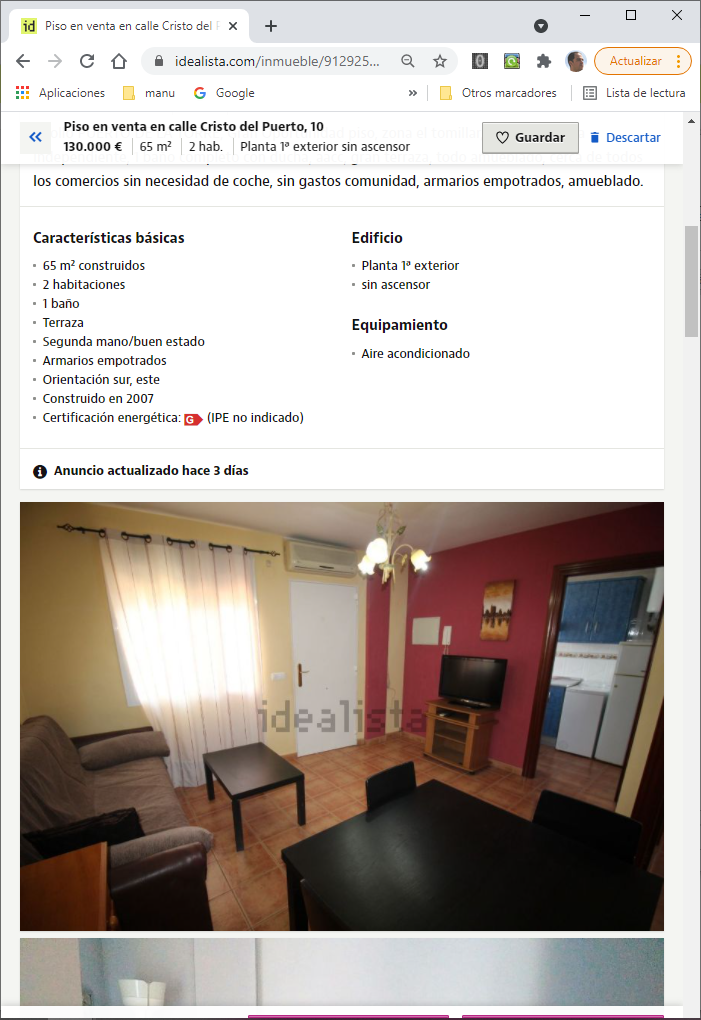 Piso en venta en calle Cristo del
idealista.com/inmueble/912925...
Actualizar
Aplicaciones
manu
Google
»
Otros marcadores
Lista de lectura
Piso en venta en calle Cristo del Puerto, 10
130.000 € 65 m² 2 hab. Planta 1ª exterior sin ascensor
Guardar
Descartar
los comercios sin necesidad de coche, sin gastos comunidad, armarios empotrados, amueblado.
Características básicas
65 m² construidos
2 habitaciones
1 baño
Terraza
Segunda mano/buen estado
Armarios empotrados
Orientación sur, este
Construido en 2007
Certificación energética: G (IPE no indicado)
Edificio
Planta 1ª exterior
sin ascensor
Equipamiento
Aire acondicionado
Anuncio actualizado hace 3 días
idealista